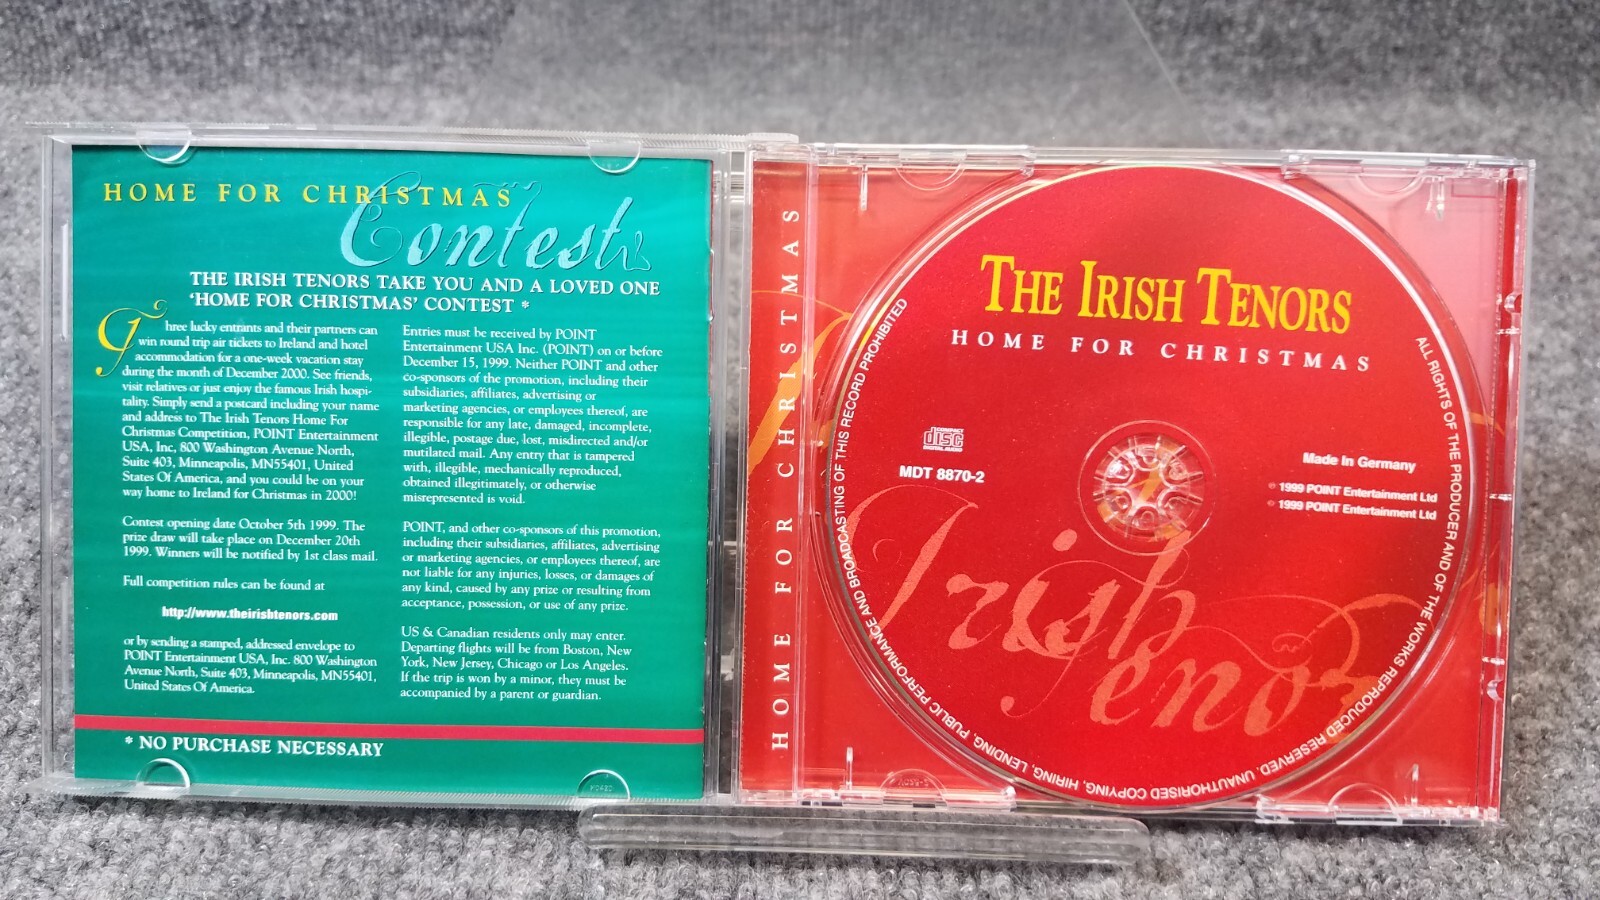 HOME FOR CHRISTMAS
Contest
THE IRISH TENORS TAKE YOU AND A LOVED ONE
‘HOME FOR CHRISTMAS’ CONTEST *
Three lucky entrants and their partners can
win round trip air tickets to Ireland and hotel
accommodation for a one-week vacation stay
during the month of December 2000. See friends,
visit relatives or just enjoy the famous Irish hospi-
tality. Simply send a postcard including your name
and address to The Irish Tenors Home For
Christmas Competition, POINT Entertainment
USA, Inc, 800 Washington Avenue North,
Suite 403, Minneapolis, MN55401, United
States Of America, and you could be on your
way home to Ireland for Christmas in 2000!
Contest opening date October 5th 1999. The
prize draw will take place on December 20th
1999. Winners will be notified by 1st class mail.
Full competition rules can be found at
http://www.theirishtenors.com
or by sending a stamped, addressed envelope to
POINT Entertainment USA, Inc. 800 Washington
Avenue North, Suite 403, Minneapolis, MN55401,
United States Of America.
Entries must be received by POINT
Entertainment USA Inc. (POINT) on or before
December 15, 1999. Neither POINT and other
co-sponsors of the promotion, including their
subsidiaries, affiliates, advertising or
marketing agencies, or employees thereof, are
responsible for any late, damaged, incomplete,
illegible, postage due, lost, misdirected and/or
mutilated mail. Any entry that is tampered
with, illegible, mechanically reproduced,
obtained illegitimately, or otherwise
misrepresented is void.
POINT, and other co-sponsors of this promotion,
including their subsidiaries, affiliates, advertising
or marketing agencies, or employees thereof, are
not liable for any injuries, losses, or damages of
any kind, caused by any prize or resulting from
acceptance, possession, or use of any prize.
US & Canadian residents only may enter.
Departing flights will be from Boston, New
York, New Jersey, Chicago or Los Angeles.
If the trip is won by a minor, they must be
accompanied by a parent or guardian.
* NO PURCHASE NECESSARY
HOME FOR CHRISTMAS
THE IRISH TENORS
HOME FOR CHRISTMAS
COMPACT
disc
DIGITAL AUDIO
MDT 8870-2
Made In Germany
℗ 1999 POINT Entertainment Ltd
© 1999 POINT Entertainment Ltd
Irish
Tenor
ALL RIGHTS OF THE PRODUCER AND OF THE WORKS REPRODUCED RESERVED. UNAUTHORISED COPYING, HIRING, LENDING, PUBLIC PERFORMANCE AND BROADCASTING OF THIS RECORD PROHIBITED